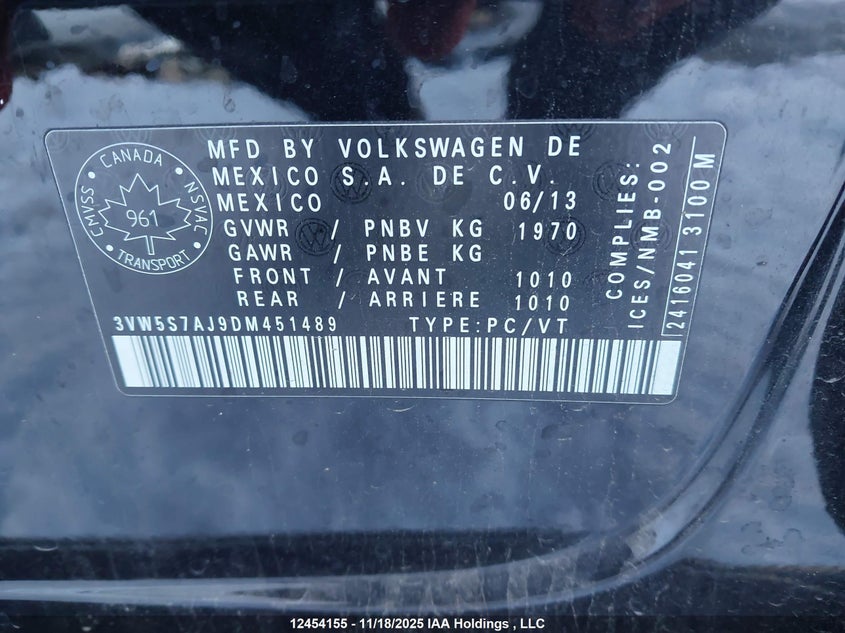 CANADA
CMVSS
NSVAC
961
TRANSPORT
MFD BY VOLKSWAGEN DE
MEXICO S.A. DE C.V.
MEXICO 06/13
GVWR / PNBV KG 1970
GAWR / PNBE KG
FRONT / AVANT 1010
REAR / ARRIERE 1010
3VW5S7AJ9DM451489 TYPE:PC/VT
COMPLIES:
ICES/NMB-002
2416041 3100 M
12454155 - 11/18/2025 IAA Holdings , LLC